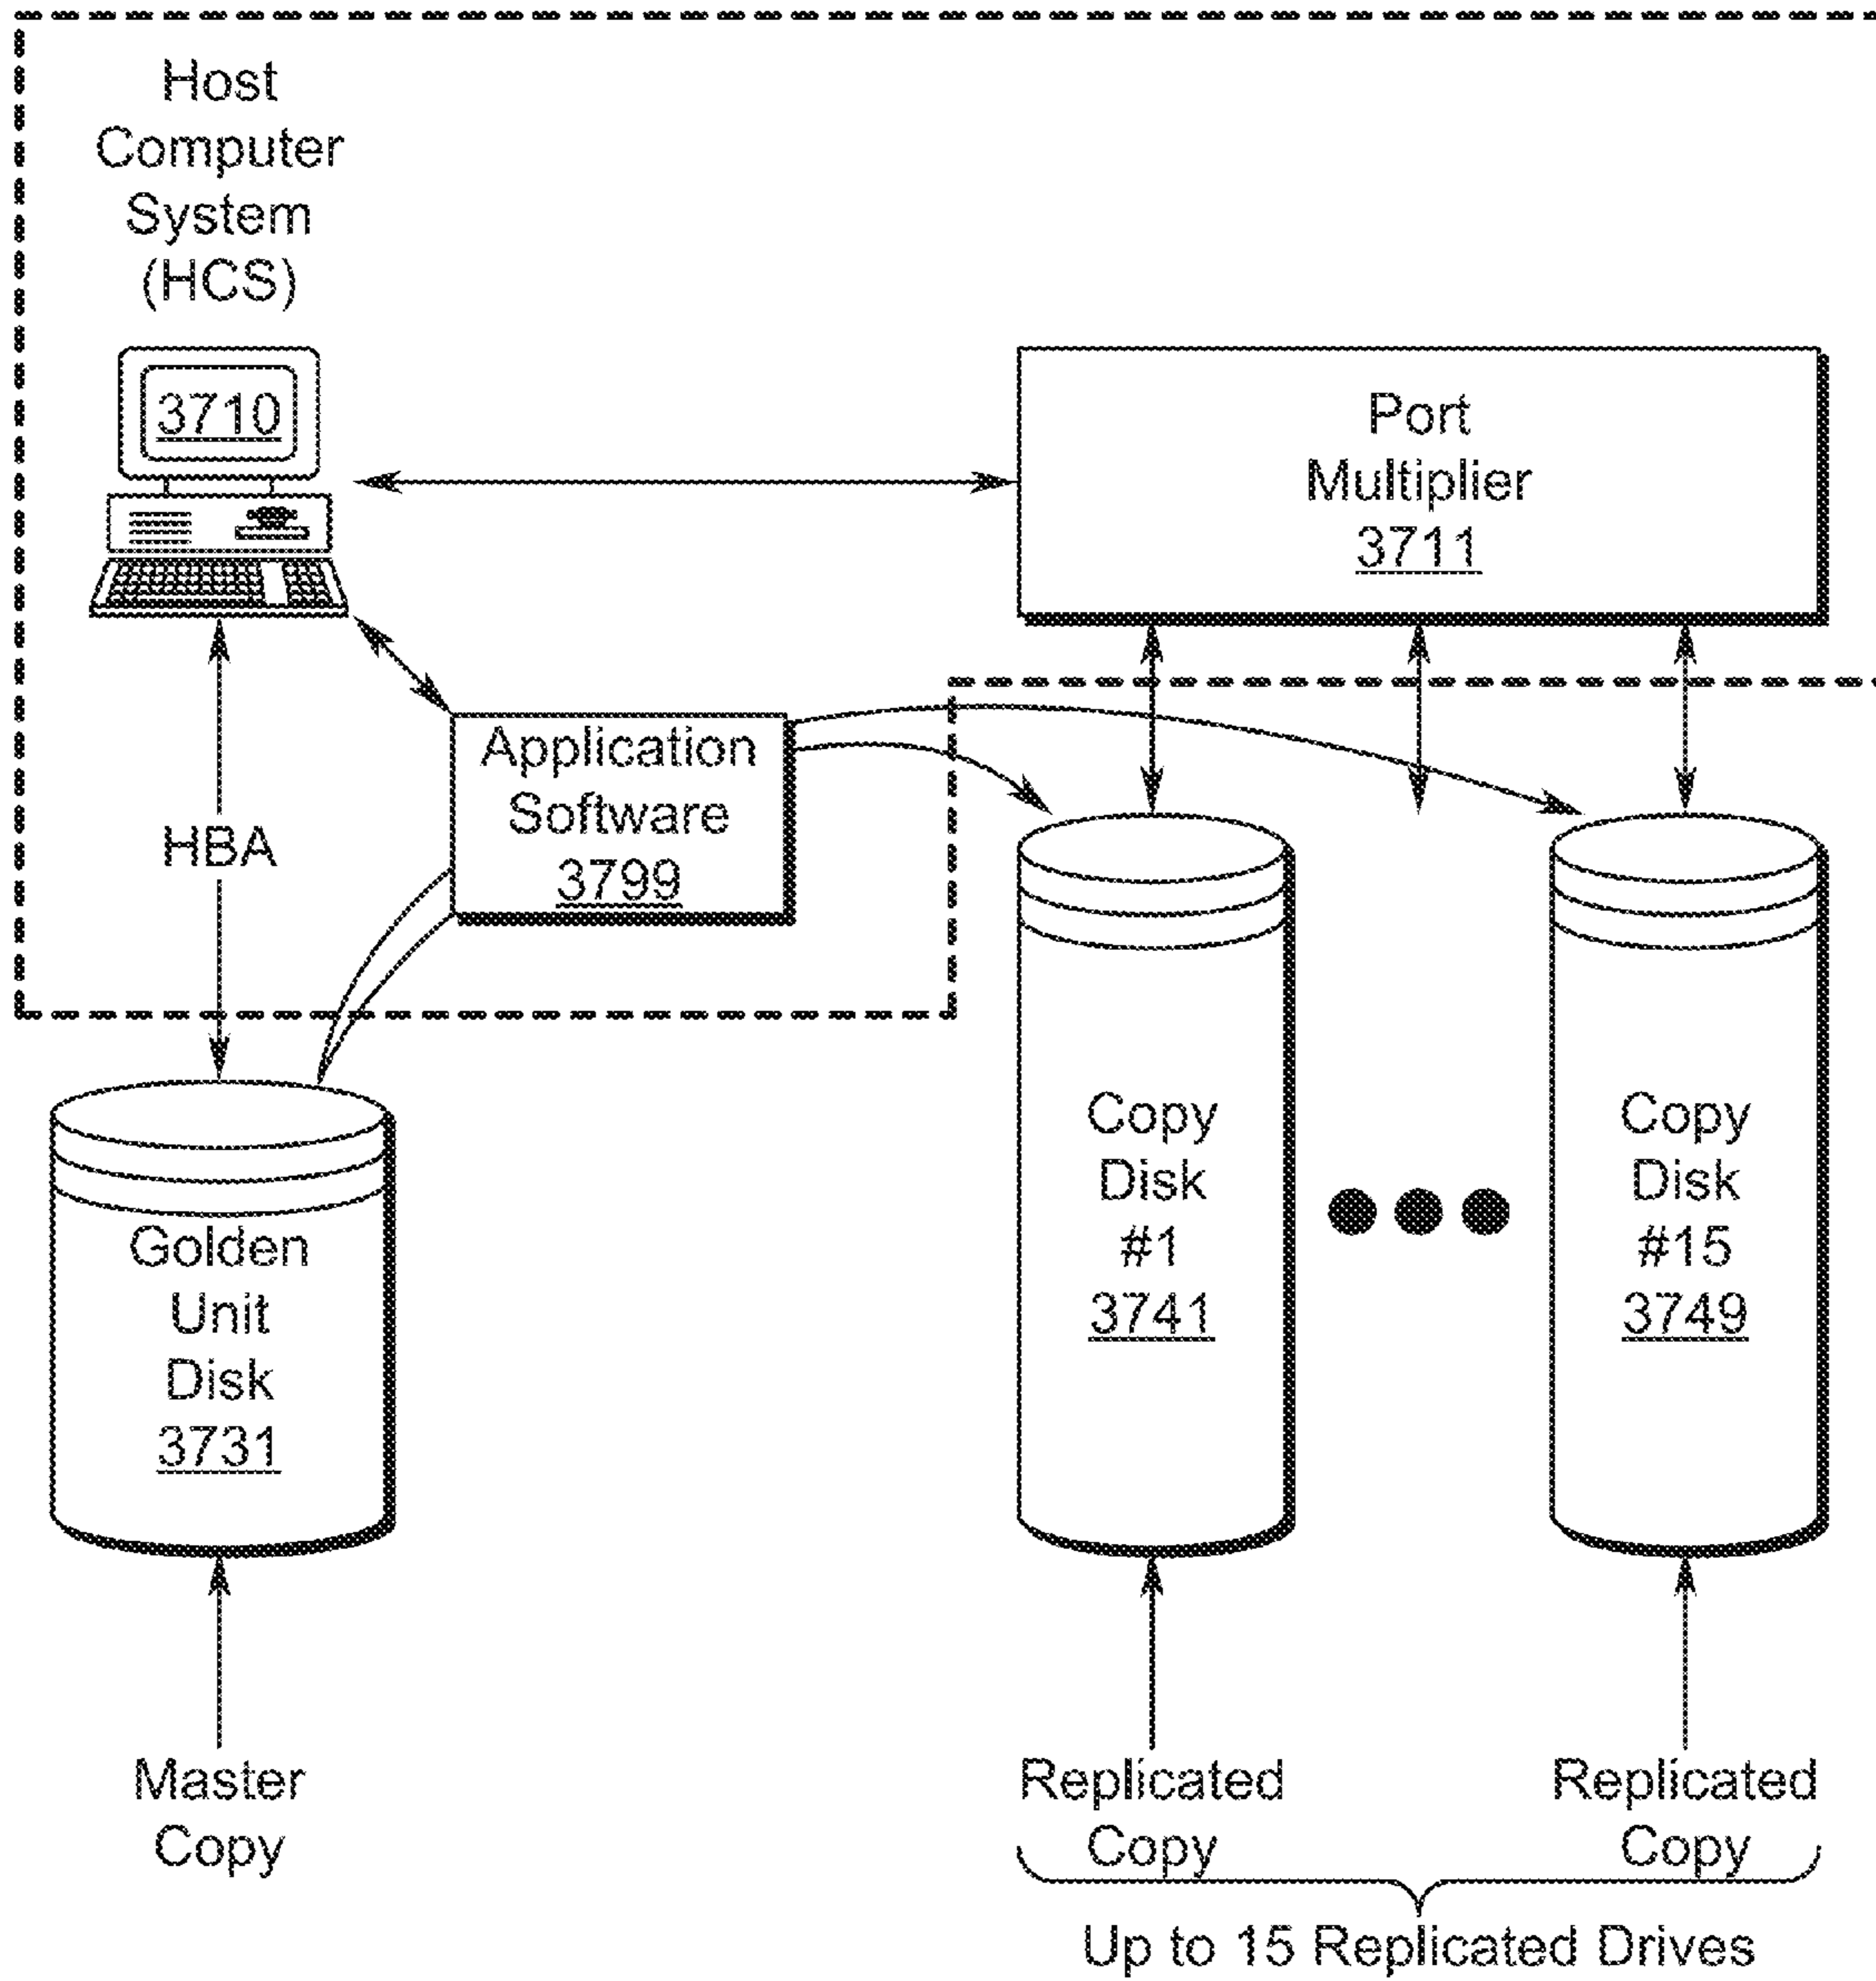 Host
Computer
System
(HCS)
3710
Port
Multiplier
3711
Application
Software
3799
HBA
Golden
Unit
Disk
3731
Copy
Disk
#1
3741
Copy
Disk
#15
3749
Master
Copy
Replicated
Copy
Replicated
Copy
Up to 15 Replicated Drives